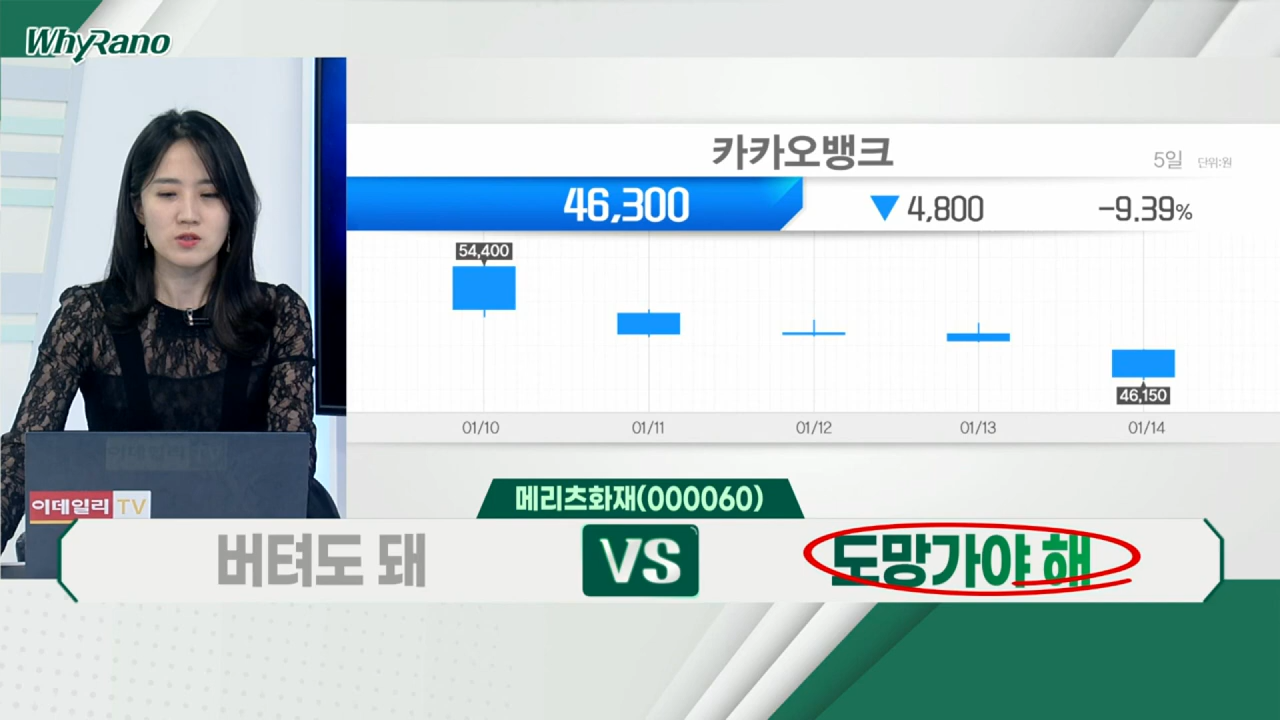 WhyRano
카카오뱅크
5일 단위:원
46,300 ▼4,800 -9.39%
54,400
46,150
01/10 01/11 01/12 01/13 01/14
이데일리 TV
메리츠화재(000060)
버텨도 돼 VS 도망가야 해